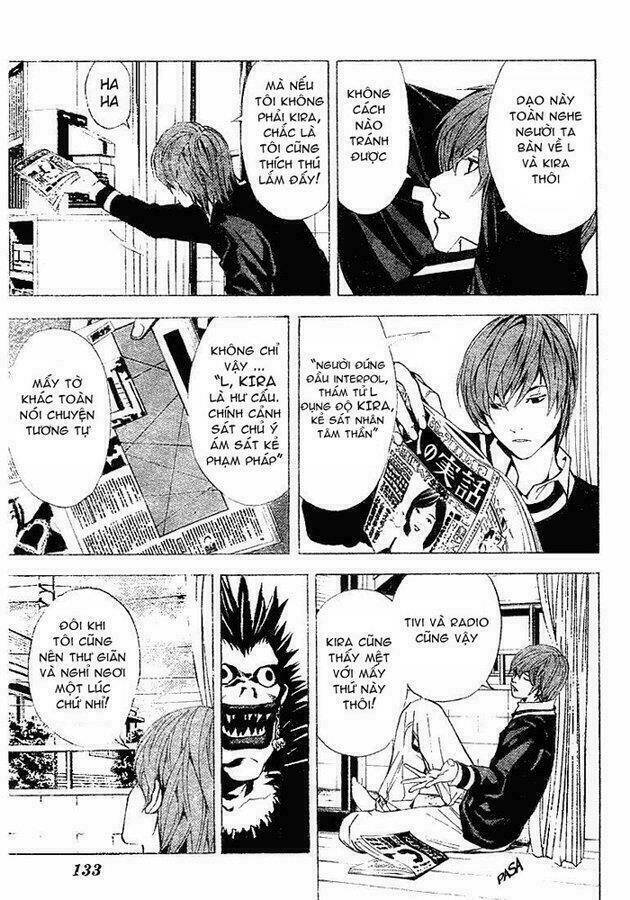 DẠO NÀY
TOÀN NGHE
NGƯỜI TA
BÀN VỀ L
VÀ KIRA
THÔI
KHÔNG
CÁCH
NÀO
TRÁNH
ĐƯỢC
MÀ NẾU
TÔI KHÔNG
PHẢI KIRA,
CHẮC LÀ
TÔI CŨNG
THÍCH THÚ
LẮM ĐẤY!
HA
HA
"NGƯỜI ĐỨNG
ĐẦU INTERPOL,
THÁM TỬ L
ĐỤNG ĐỘ KIRA,
KẺ SÁT NHÂN
TÂM THẦN"
の実話
KHÔNG CHỈ
VẬY ...
"L, KIRA
LÀ HƯ CẤU.
CHÍNH CẢNH
SÁT CHỦ Ý
ÁM SÁT KẺ
PHẠM PHÁP"
MẤY TỜ
KHÁC TOÀN
NÓI CHUYỆN
TƯƠNG TỰ
TIVI VÀ RADIO
CŨNG VẬY
KIRA CŨNG
THẤY MỆT
VỚI MẤY
THỨ NÀY
THÔI!
PASA
ĐÔI KHI
TÔI CŨNG
NÊN THƯ GIÃN
VÀ NGHỈ NGƠI
MỘT LÚC
CHỨ NHỈ!
133